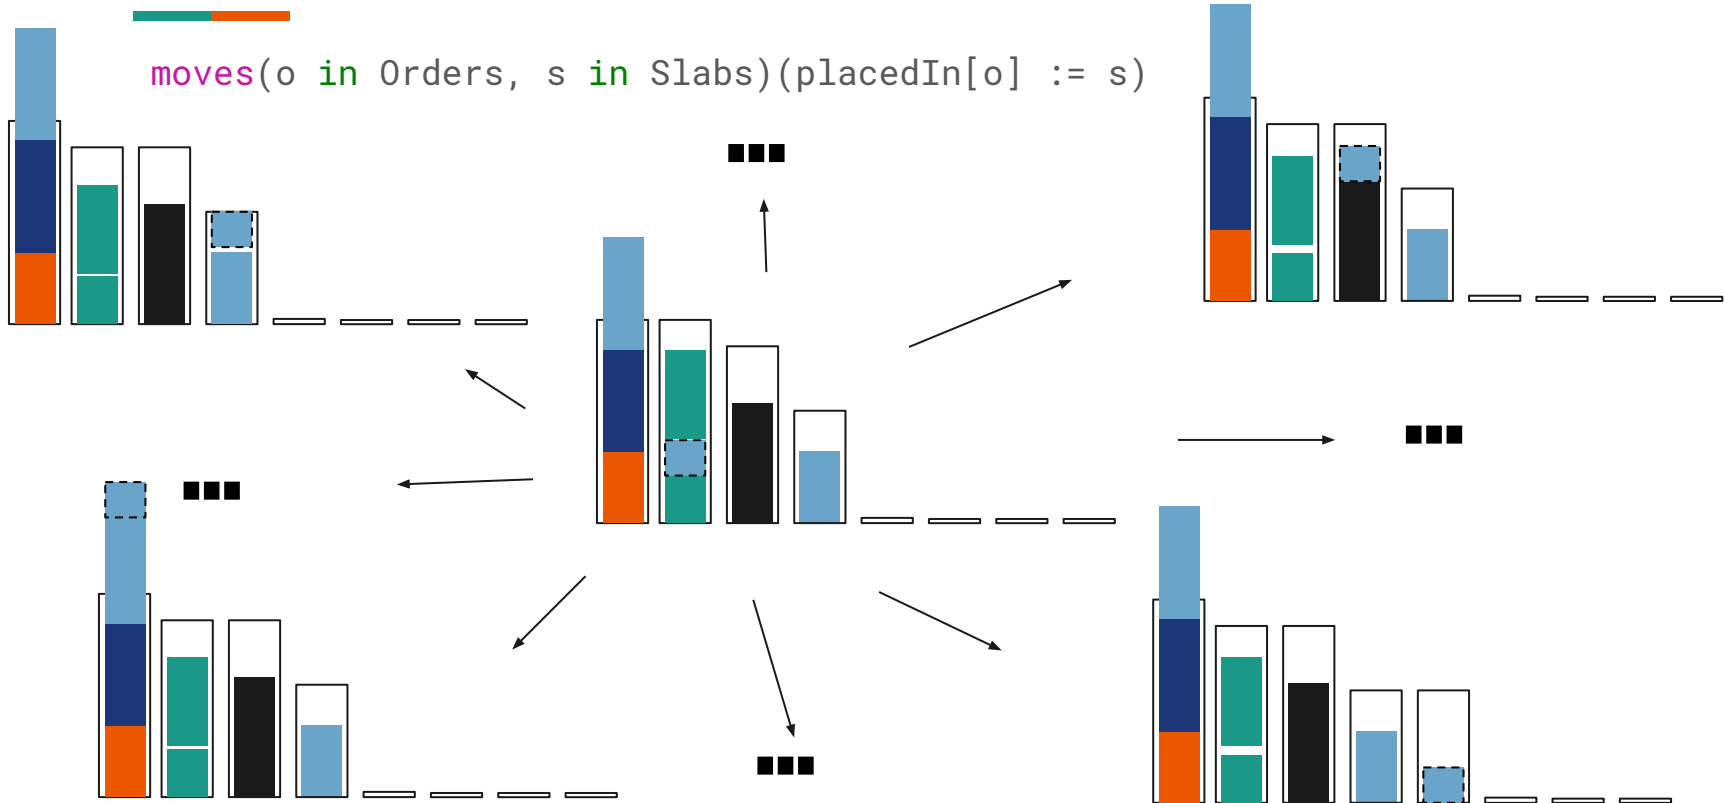 moves(o in Orders, s in Slabs)(placedIn[o] := s)